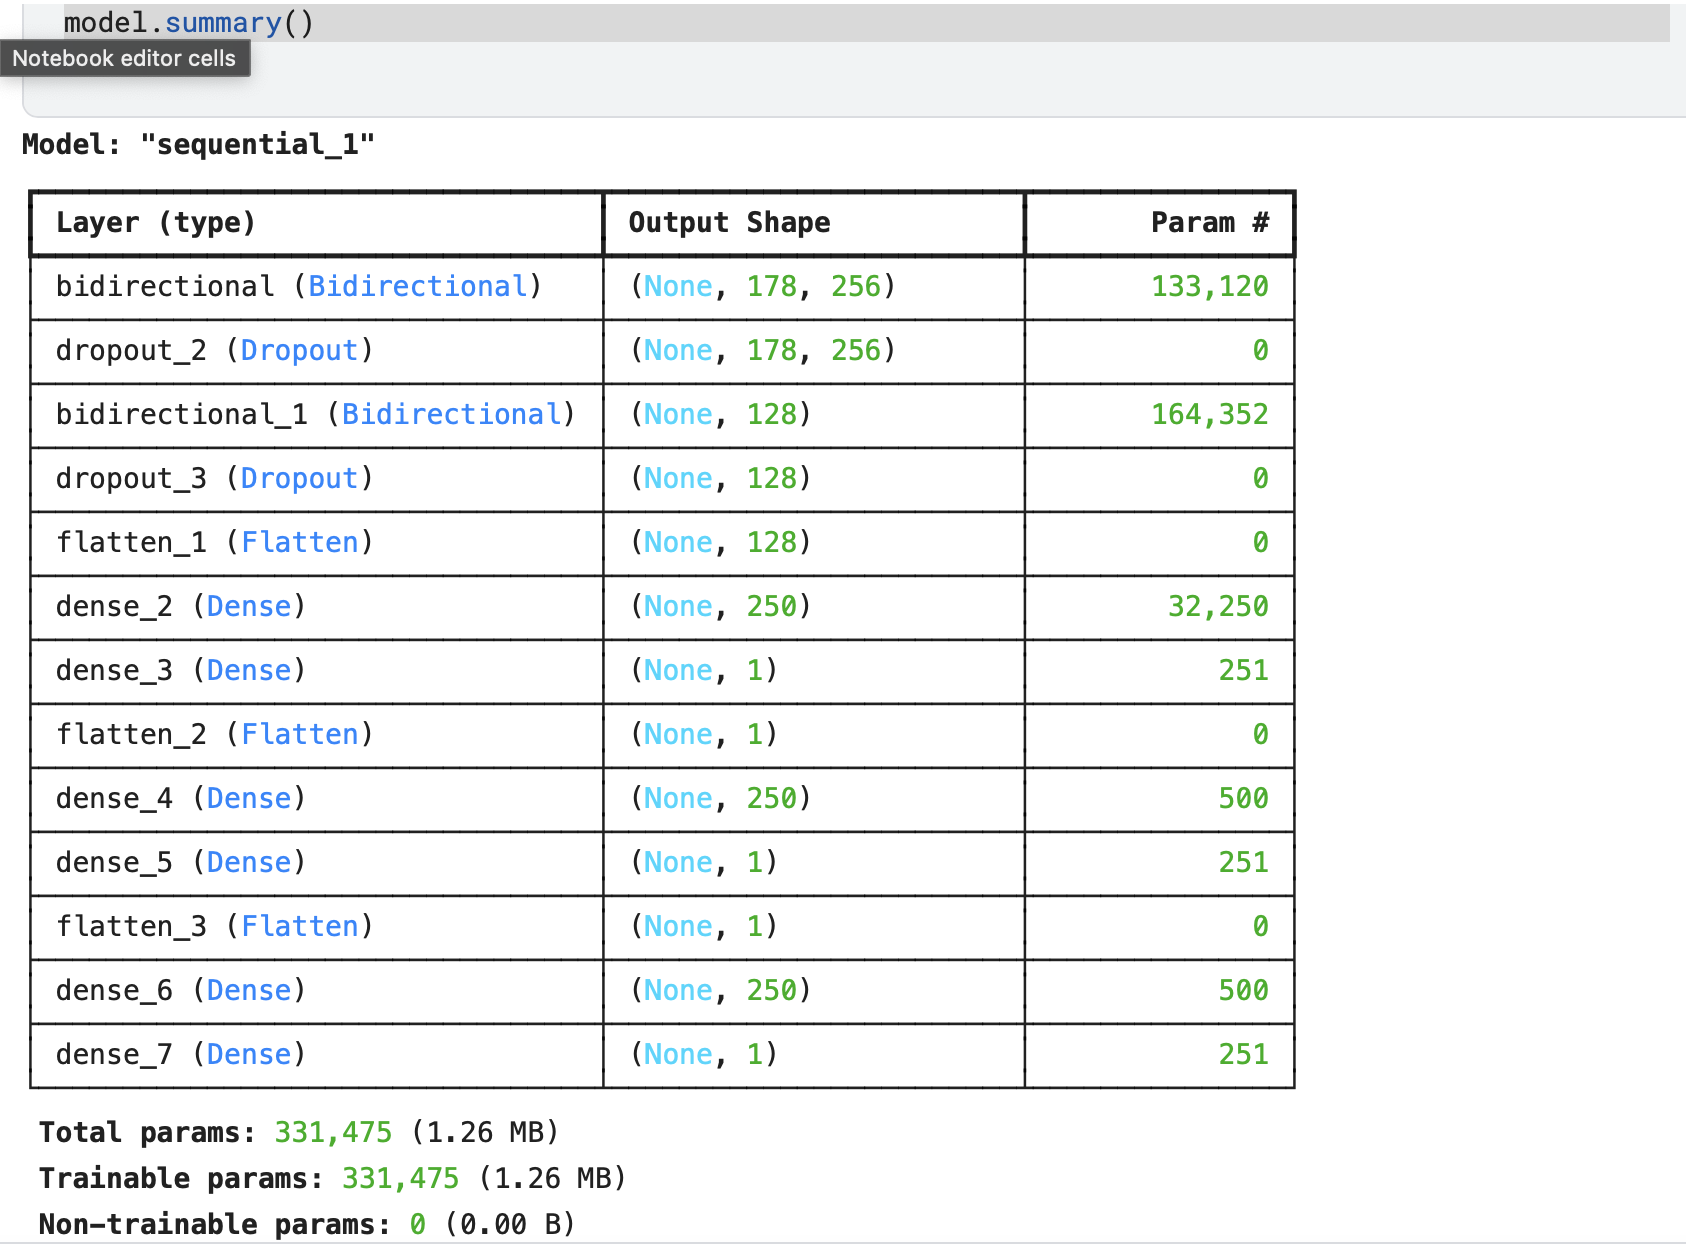 model.summary()
Notebook editor cells
Model: "sequential_1"
Layer (type) Output Shape Param #
bidirectional (Bidirectional) (None, 178, 256) 133,120
dropout_2 (Dropout) (None, 178, 256) 0
bidirectional_1 (Bidirectional) (None, 128) 164,352
dropout_3 (Dropout) (None, 128) 0
flatten_1 (Flatten) (None, 128) 0
dense_2 (Dense) (None, 250) 32,250
dense_3 (Dense) (None, 1) 251
flatten_2 (Flatten) (None, 1) 0
dense_4 (Dense) (None, 250) 500
dense_5 (Dense) (None, 1) 251
flatten_3 (Flatten) (None, 1) 0
dense_6 (Dense) (None, 250) 500
dense_7 (Dense) (None, 1) 251
Total params: 331,475 (1.26 MB)
Trainable params: 331,475 (1.26 MB)
Non-trainable params: 0 (0.00 B)